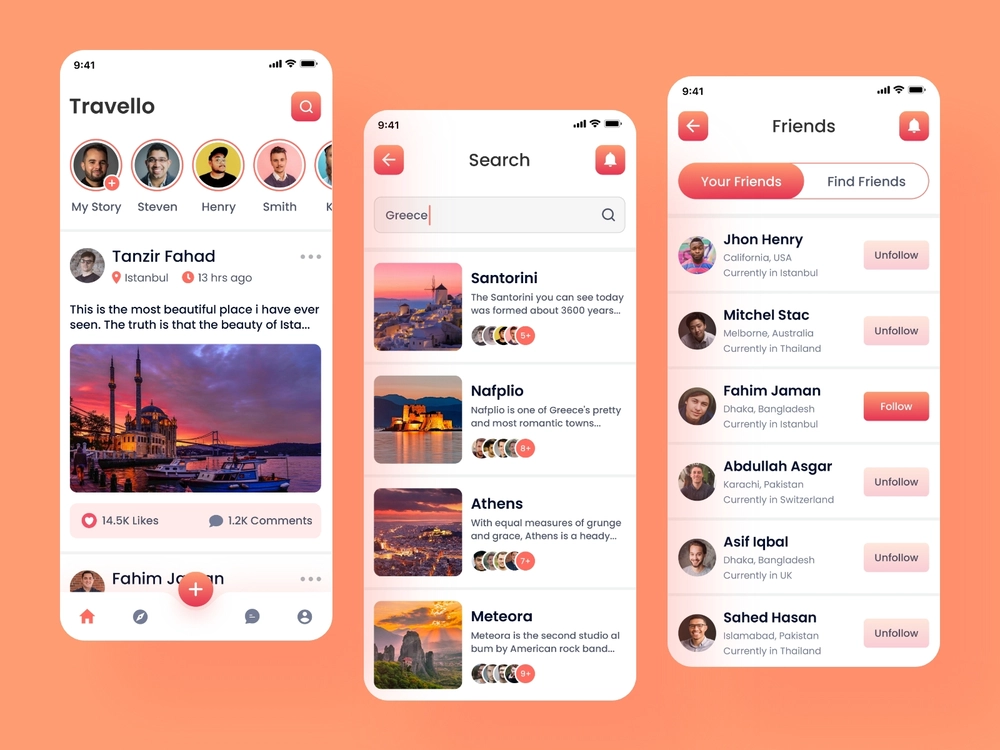 9:41
Travello
My Story
Steven
Henry
Smith
K
Tanzir Fahad
Istanbul
13 hrs ago
This is the most beautiful place i have ever
seen. The truth is that the beauty of Ista...
14.5K Likes
1.2K Comments
9:41
Search
Greece
Santorini
The Santorini you can see today
was formed about 3600 years...
5+
Nafplio
Nafplio is one of Greece's pretty
and most romantic towns...
8+
Athens
With equal measures of grunge
and grace, Athens is a heady...
7+
Meteora
Meteora is the second studio al
bum by American rock band...
9+
9:41
Friends
Your Friends
Find Friends
Jhon Henry
California, USA
Currently in Istanbul
Unfollow
Mitchel Stac
Melborne, Australia
Currently in Thailand
Unfollow
Fahim Jaman
Dhaka, Bangladesh
Currently in Istanbul
Follow
Abdullah Asgar
Karachi, Pakistan
Currently in Switzerland
Unfollow
Asif Iqbal
Dhaka, Bangladesh
Currently in UK
Unfollow
Sahed Hasan
Islamabad, Pakistan
Currently in Thailand
Unfollow